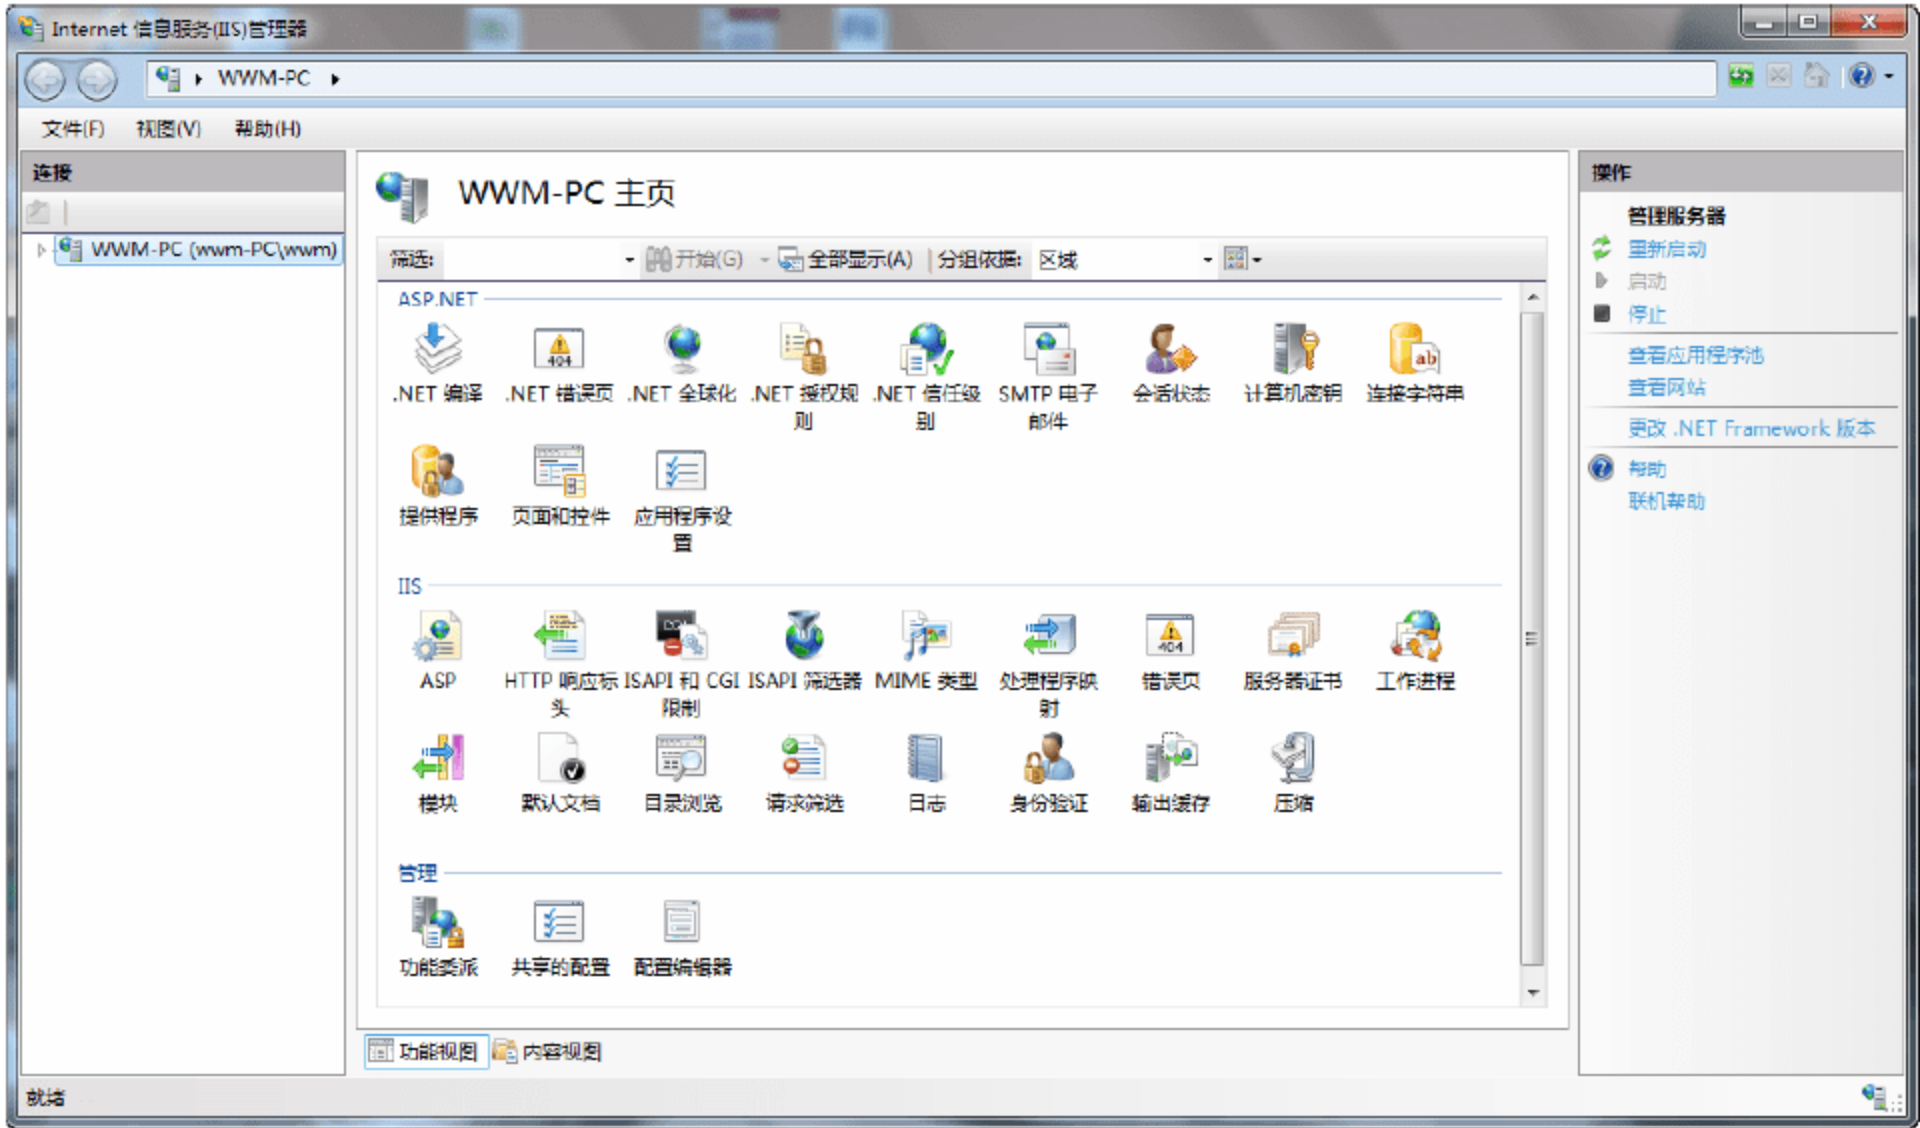 Internet 信息服务(IIS)管理器
WWM-PC
文件(F) 视图(V) 帮助(H)
连接
WWM-PC (wwm-PC\wwm)
WWM-PC 主页
筛选: 开始(G) 全部显示(A) 分组依据: 区域
ASP.NET
.NET 编译 .NET 错误页 .NET 全球化 .NET 授权规则 .NET 信任级别 SMTP 电子邮件 会话状态 计算机密钥 连接字符串
提供程序 页面和控件 应用程序设置
IIS
ASP HTTP 响应标头 ISAPI 和 CGI 限制 ISAPI 筛选器 MIME 类型 处理程序映射 错误页 服务器证书 工作进程
模块 默认文档 目录浏览 请求筛选 日志 身份验证 输出缓存 压缩
管理
功能委派 共享的配置 配置编辑器
功能视图 内容视图
操作
管理服务器
重新启动
启动
停止
查看应用程序池
查看网站
更改 .NET Framework 版本
帮助
联机帮助
就绪